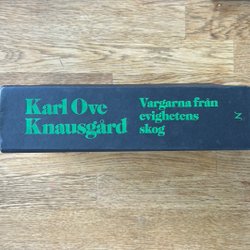 Karl Ove
Knausgård
Vargarna från
evighetens
skog
N